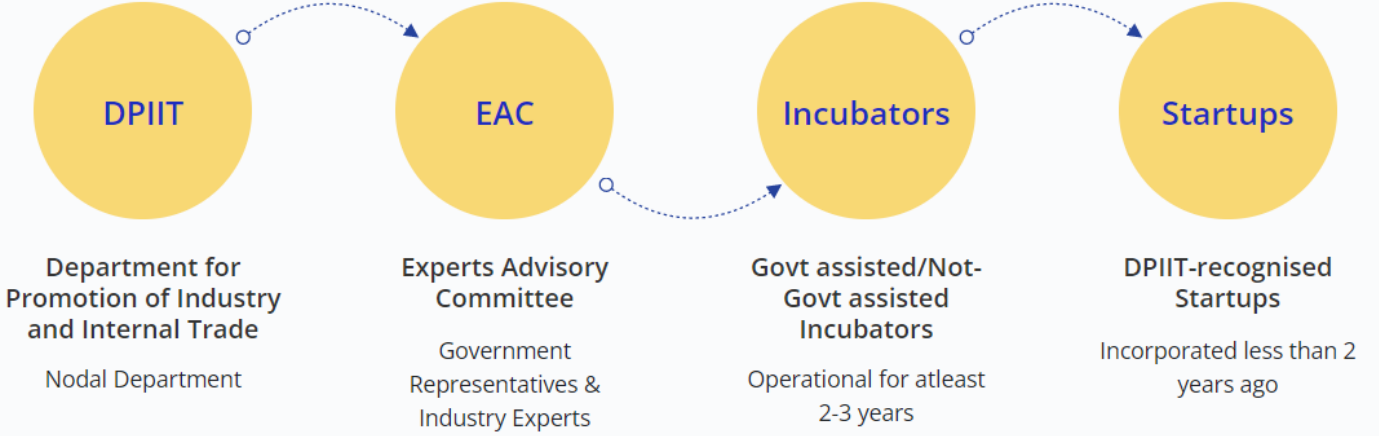 DPIIT
EAC
Incubators
Startups
Department for
Promotion of Industry
and Internal Trade
Nodal Department
Experts Advisory
Committee
Government
Representatives &
Industry Experts
Govt assisted/Not-
Govt assisted
Incubators
Operational for atleast
2-3 years
DPIIT-recognised
Startups
Incorporated less than 2
years ago